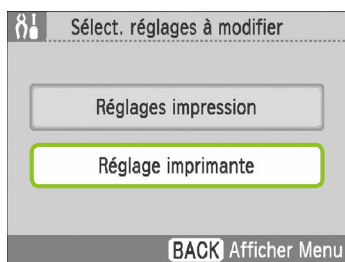 Sélect. réglages à modifier
Réglages impression
Réglage imprimante
BACK Afficher Menu